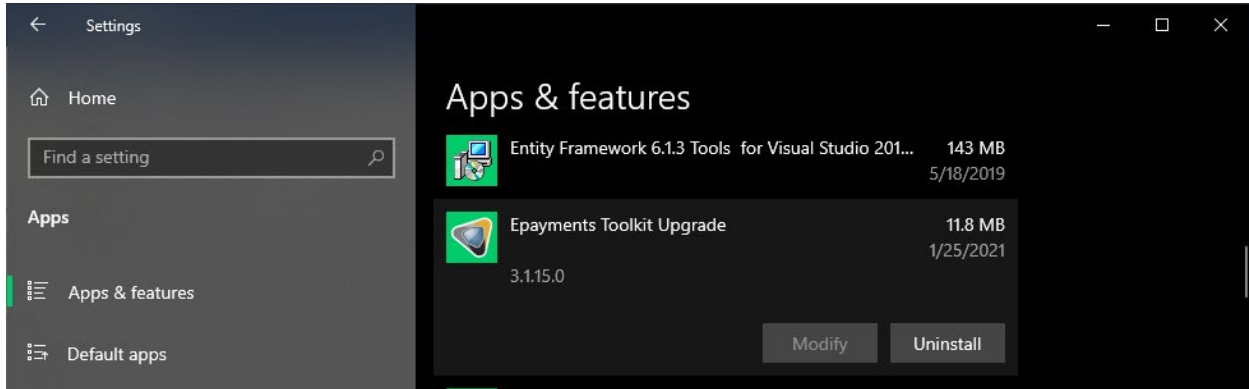 Settings
Home
Find a setting
Apps
Apps & features
Default apps
Apps & features
Entity Framework 6.1.3 Tools  for Visual Studio 201... 143 MB
5/18/2019
Epayments Toolkit Upgrade 11.8 MB
1/25/2021
3.1.15.0
Modify Uninstall